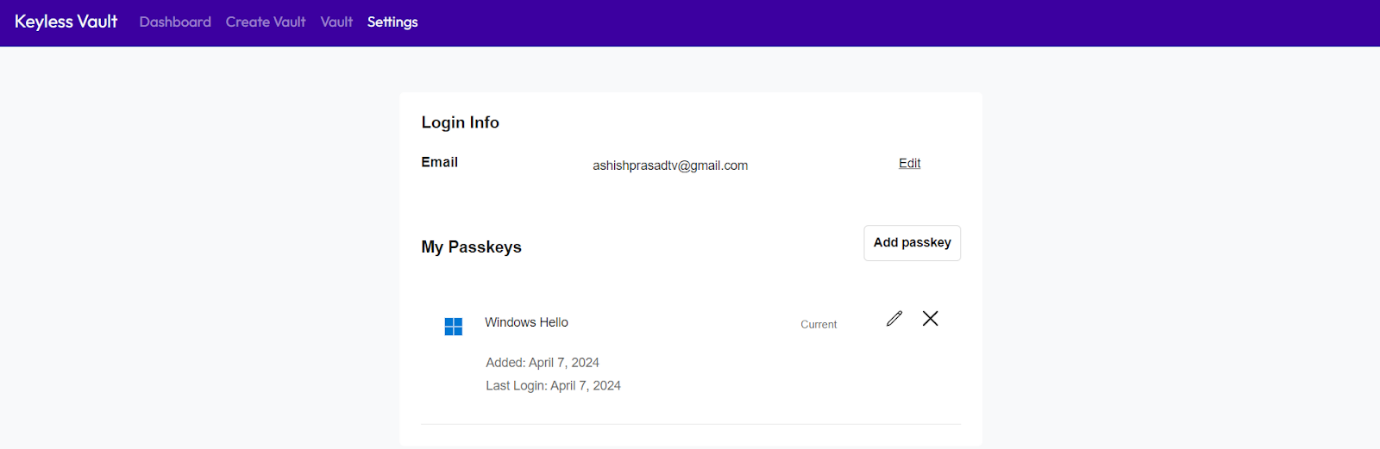 Keyless Vault Dashboard Create Vault Vault Settings
Login Info
Email ashishprasadtv@gmail.com Edit
My Passkeys Add passkey
Windows Hello Current
Added: April 7, 2024
Last Login: April 7, 2024